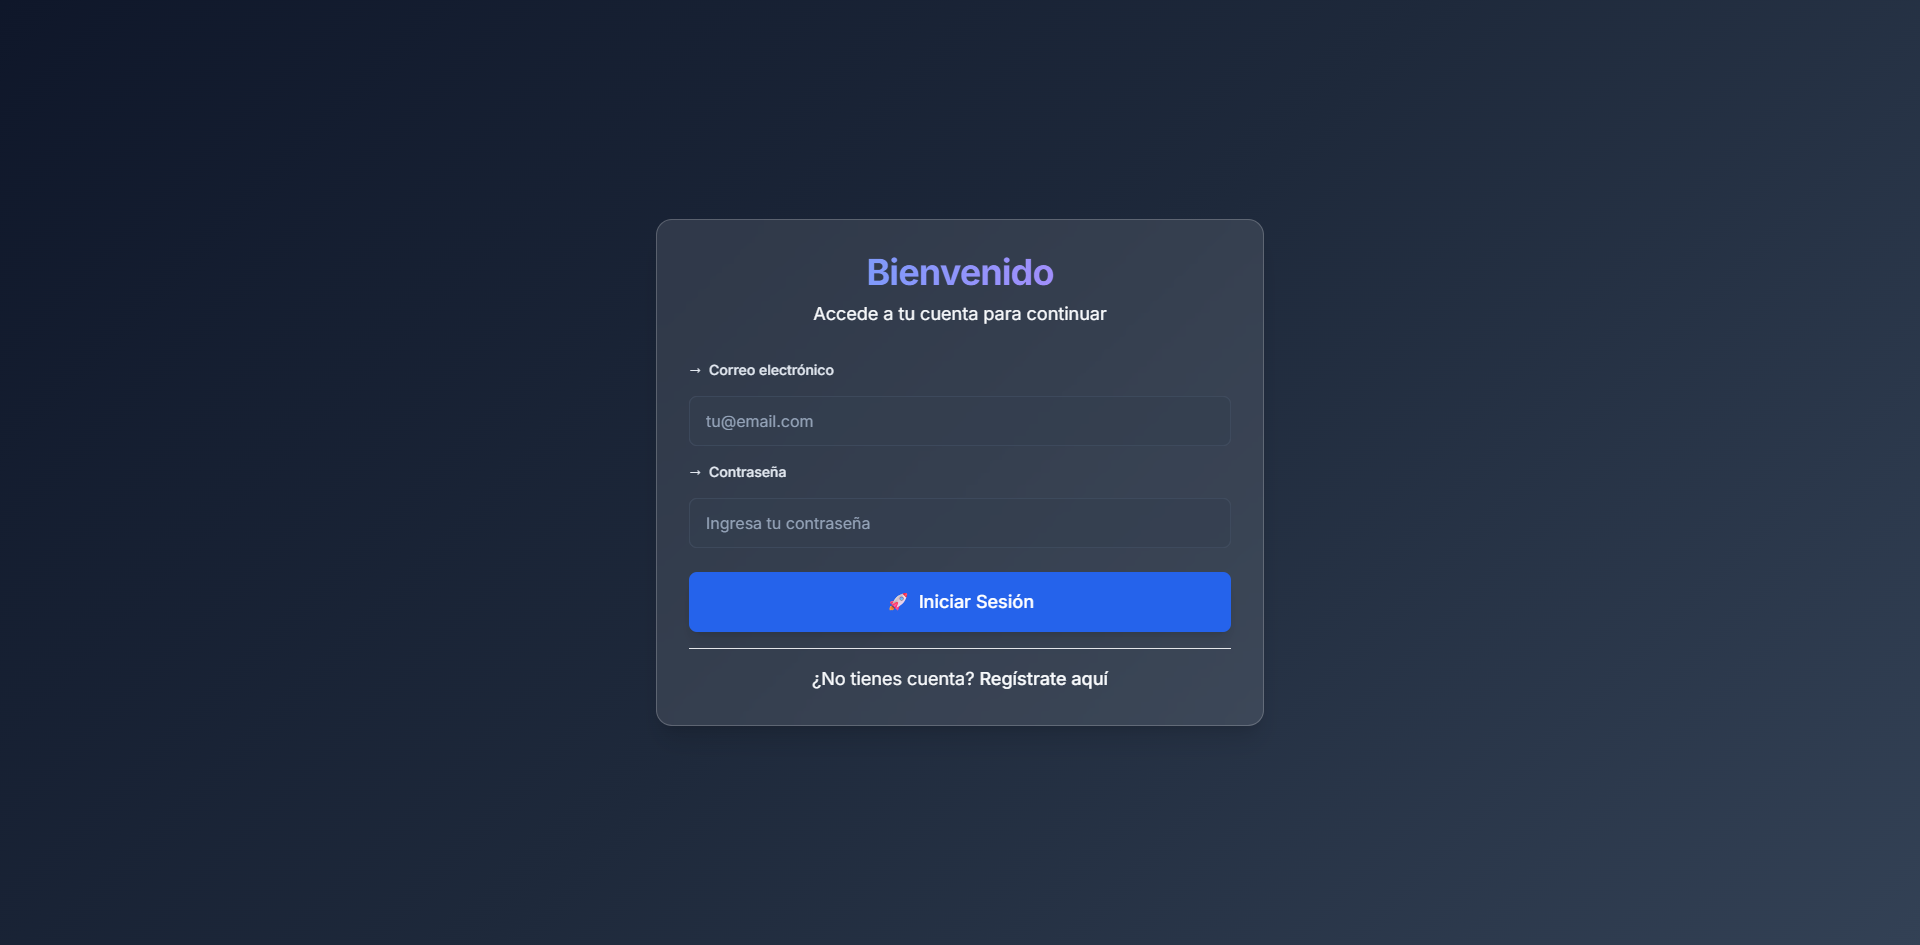 Bienvenido
Accede a tu cuenta para continuar
→ Correo electrónico
tu@email.com
→ Contraseña
Ingresa tu contraseña
🚀 Iniciar Sesión
¿No tienes cuenta? Regístrate aquí